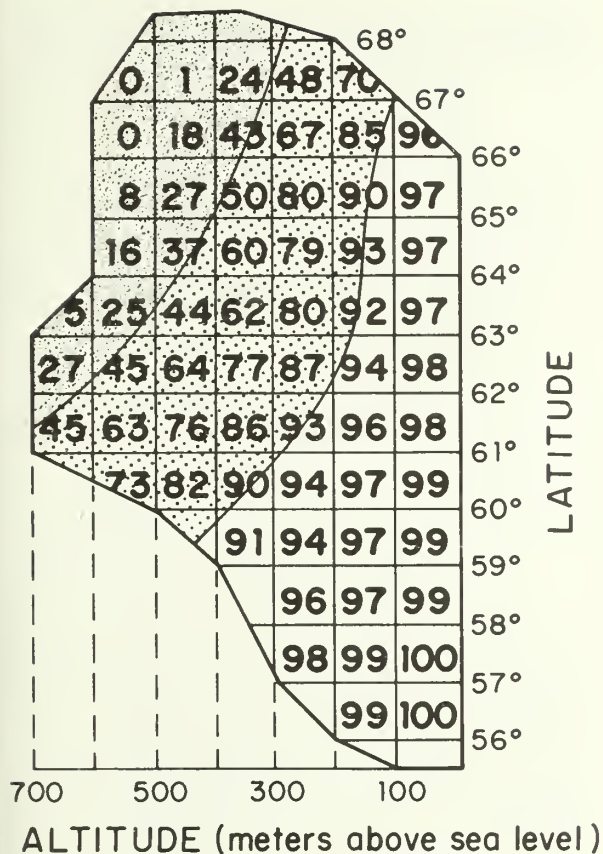 68°
0 1 24 48 70
67°
0 18 43 67 85 96
66°
8 27 50 80 90 97
65°
16 37 60 79 93 97
64°
5 25 44 62 80 92 97
63°
27 45 64 77 87 94 98
62°
45 63 76 86 93 96 98
61°
73 82 90 94 97 99
60°
91 94 97 99
59°
96 97 99
58°
98 99 100
57°
99 100
56°
LATITUDE
700 500 300 100
ALTITUDE (meters above sea level)